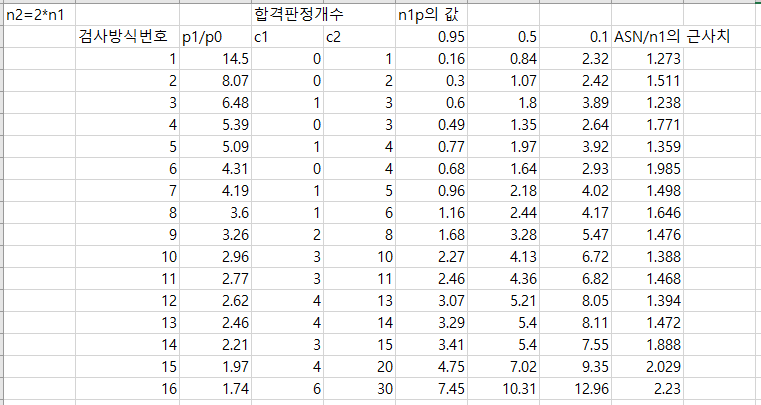 n2=2*n1 합격판정개수 n1p의 값
검사방식번호 p1/p0 c1 c2 0.95 0.5 0.1 ASN/n1의 근사치
1 14.5 0 1 0.16 0.84 2.32 1.273
2 8.07 0 2 0.3 1.07 2.42 1.511
3 6.48 1 3 0.6 1.8 3.89 1.238
4 5.39 0 3 0.49 1.35 2.64 1.771
5 5.09 1 4 0.77 1.97 3.92 1.359
6 4.31 0 4 0.68 1.64 2.93 1.985
7 4.19 1 5 0.96 2.18 4.02 1.498
8 3.6 1 6 1.16 2.44 4.17 1.646
9 3.26 2 8 1.68 3.28 5.47 1.476
10 2.96 3 10 2.27 4.13 6.72 1.388
11 2.77 3 11 2.46 4.36 6.82 1.468
12 2.62 4 13 3.07 5.21 8.05 1.394
13 2.46 4 14 3.29 5.4 8.11 1.472
14 2.21 3 15 3.41 5.4 7.55 1.888
15 1.97 4 20 4.75 7.02 9.35 2.029
16 1.74 6 30 7.45 10.31 12.96 2.23